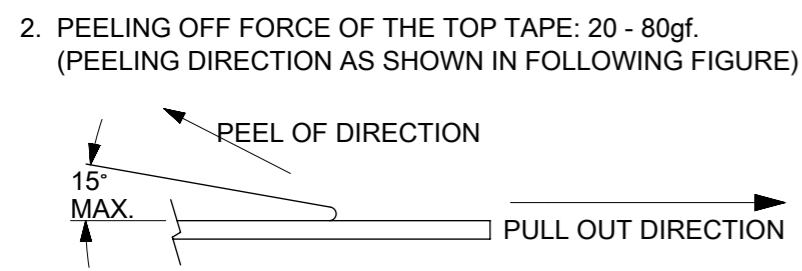 2. PEELING OFF FORCE OF THE TOP TAPE: 20 - 80gf.
(PEELING DIRECTION AS SHOWN IN FOLLOWING FIGURE)
PEEL OF DIRECTION
15°
MAX.
PULL OUT DIRECTION